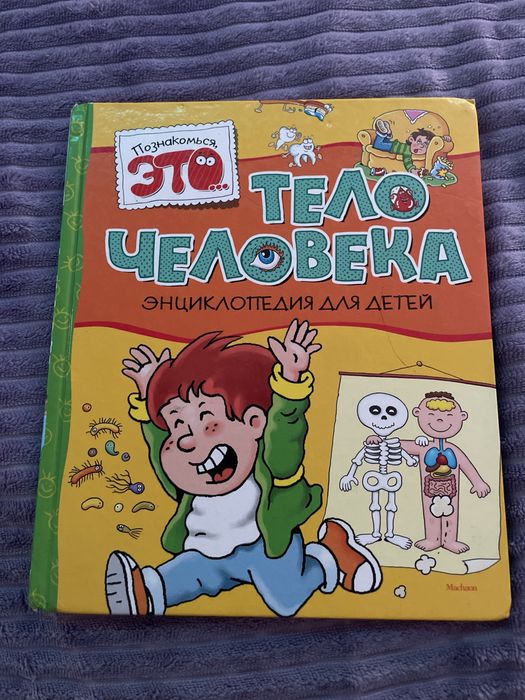 Познакомься,
ЭТО...
ТЕЛО
ЧЕЛОВЕКА
ЭНЦИКЛОПЕДИЯ ДЛЯ ДЕТЕЙ
Machaon